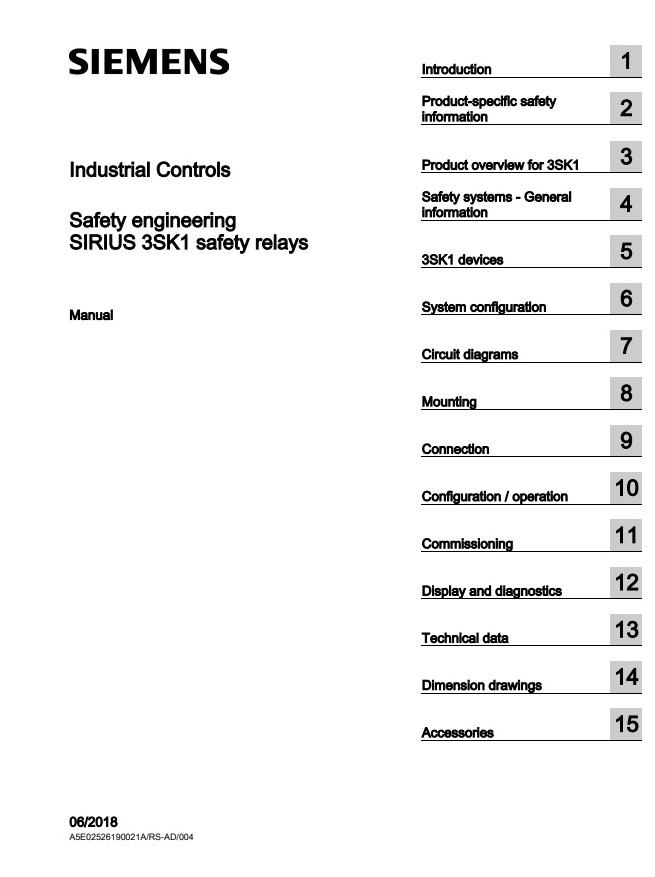 SIEMENS
Industrial Controls
Safety engineering
SIRIUS 3SK1 safety relays
Manual
Introduction 1
Product-specific safety
information 2
Product overview for 3SK1 3
Safety systems - General
information 4
3SK1 devices 5
System configuration 6
Circuit diagrams 7
Mounting 8
Connection 9
Configuration / operation 10
Commissioning 11
Display and diagnostics 12
Technical data 13
Dimension drawings 14
Accessories 15
06/2018
A5E02526190021A/RS-AD/004